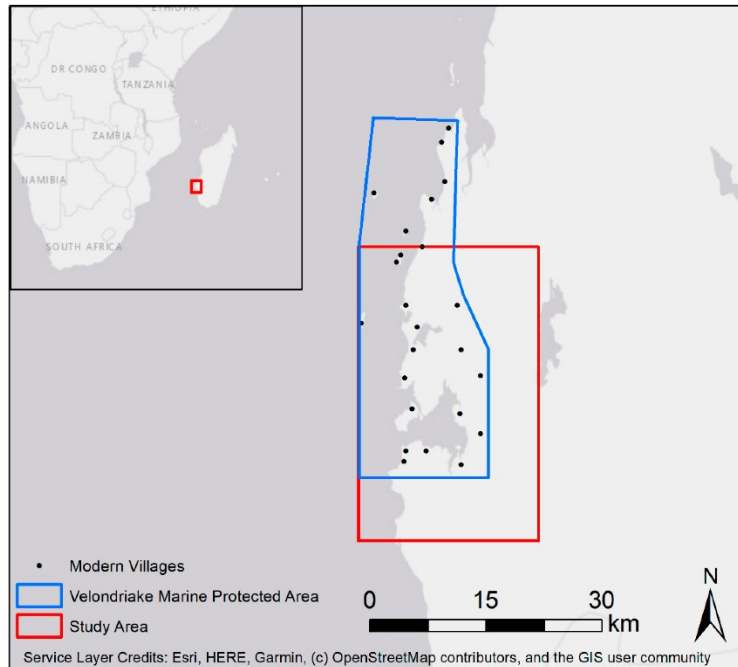 ETHIOPIA
DR CONGO
TANZANIA
ANGOLA
ZAMBIA
NAMIBIA
SOUTH AFRICA
Modern Villages
Velondriake Marine Protected Area
Study Area
0 15 30
km
N
Service Layer Credits: Esri, HERE, Garmin, (c) OpenStreetMap contributors, and the GIS user community